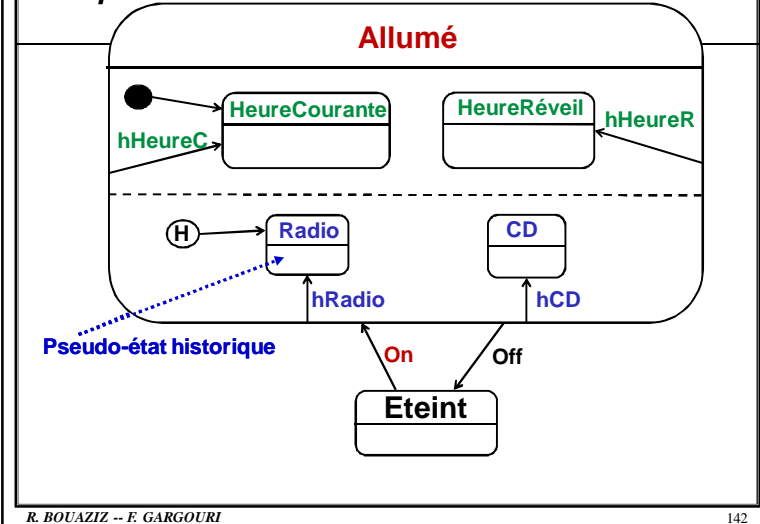 Allumé
HeureCourante
HeureRéveil
hHeureC
hHeureR
H
Radio
CD
hRadio
hCD
Pseudo-état historique
On
Off
Eteint
R. BOUAZIZ -- F. GARGOURI
142